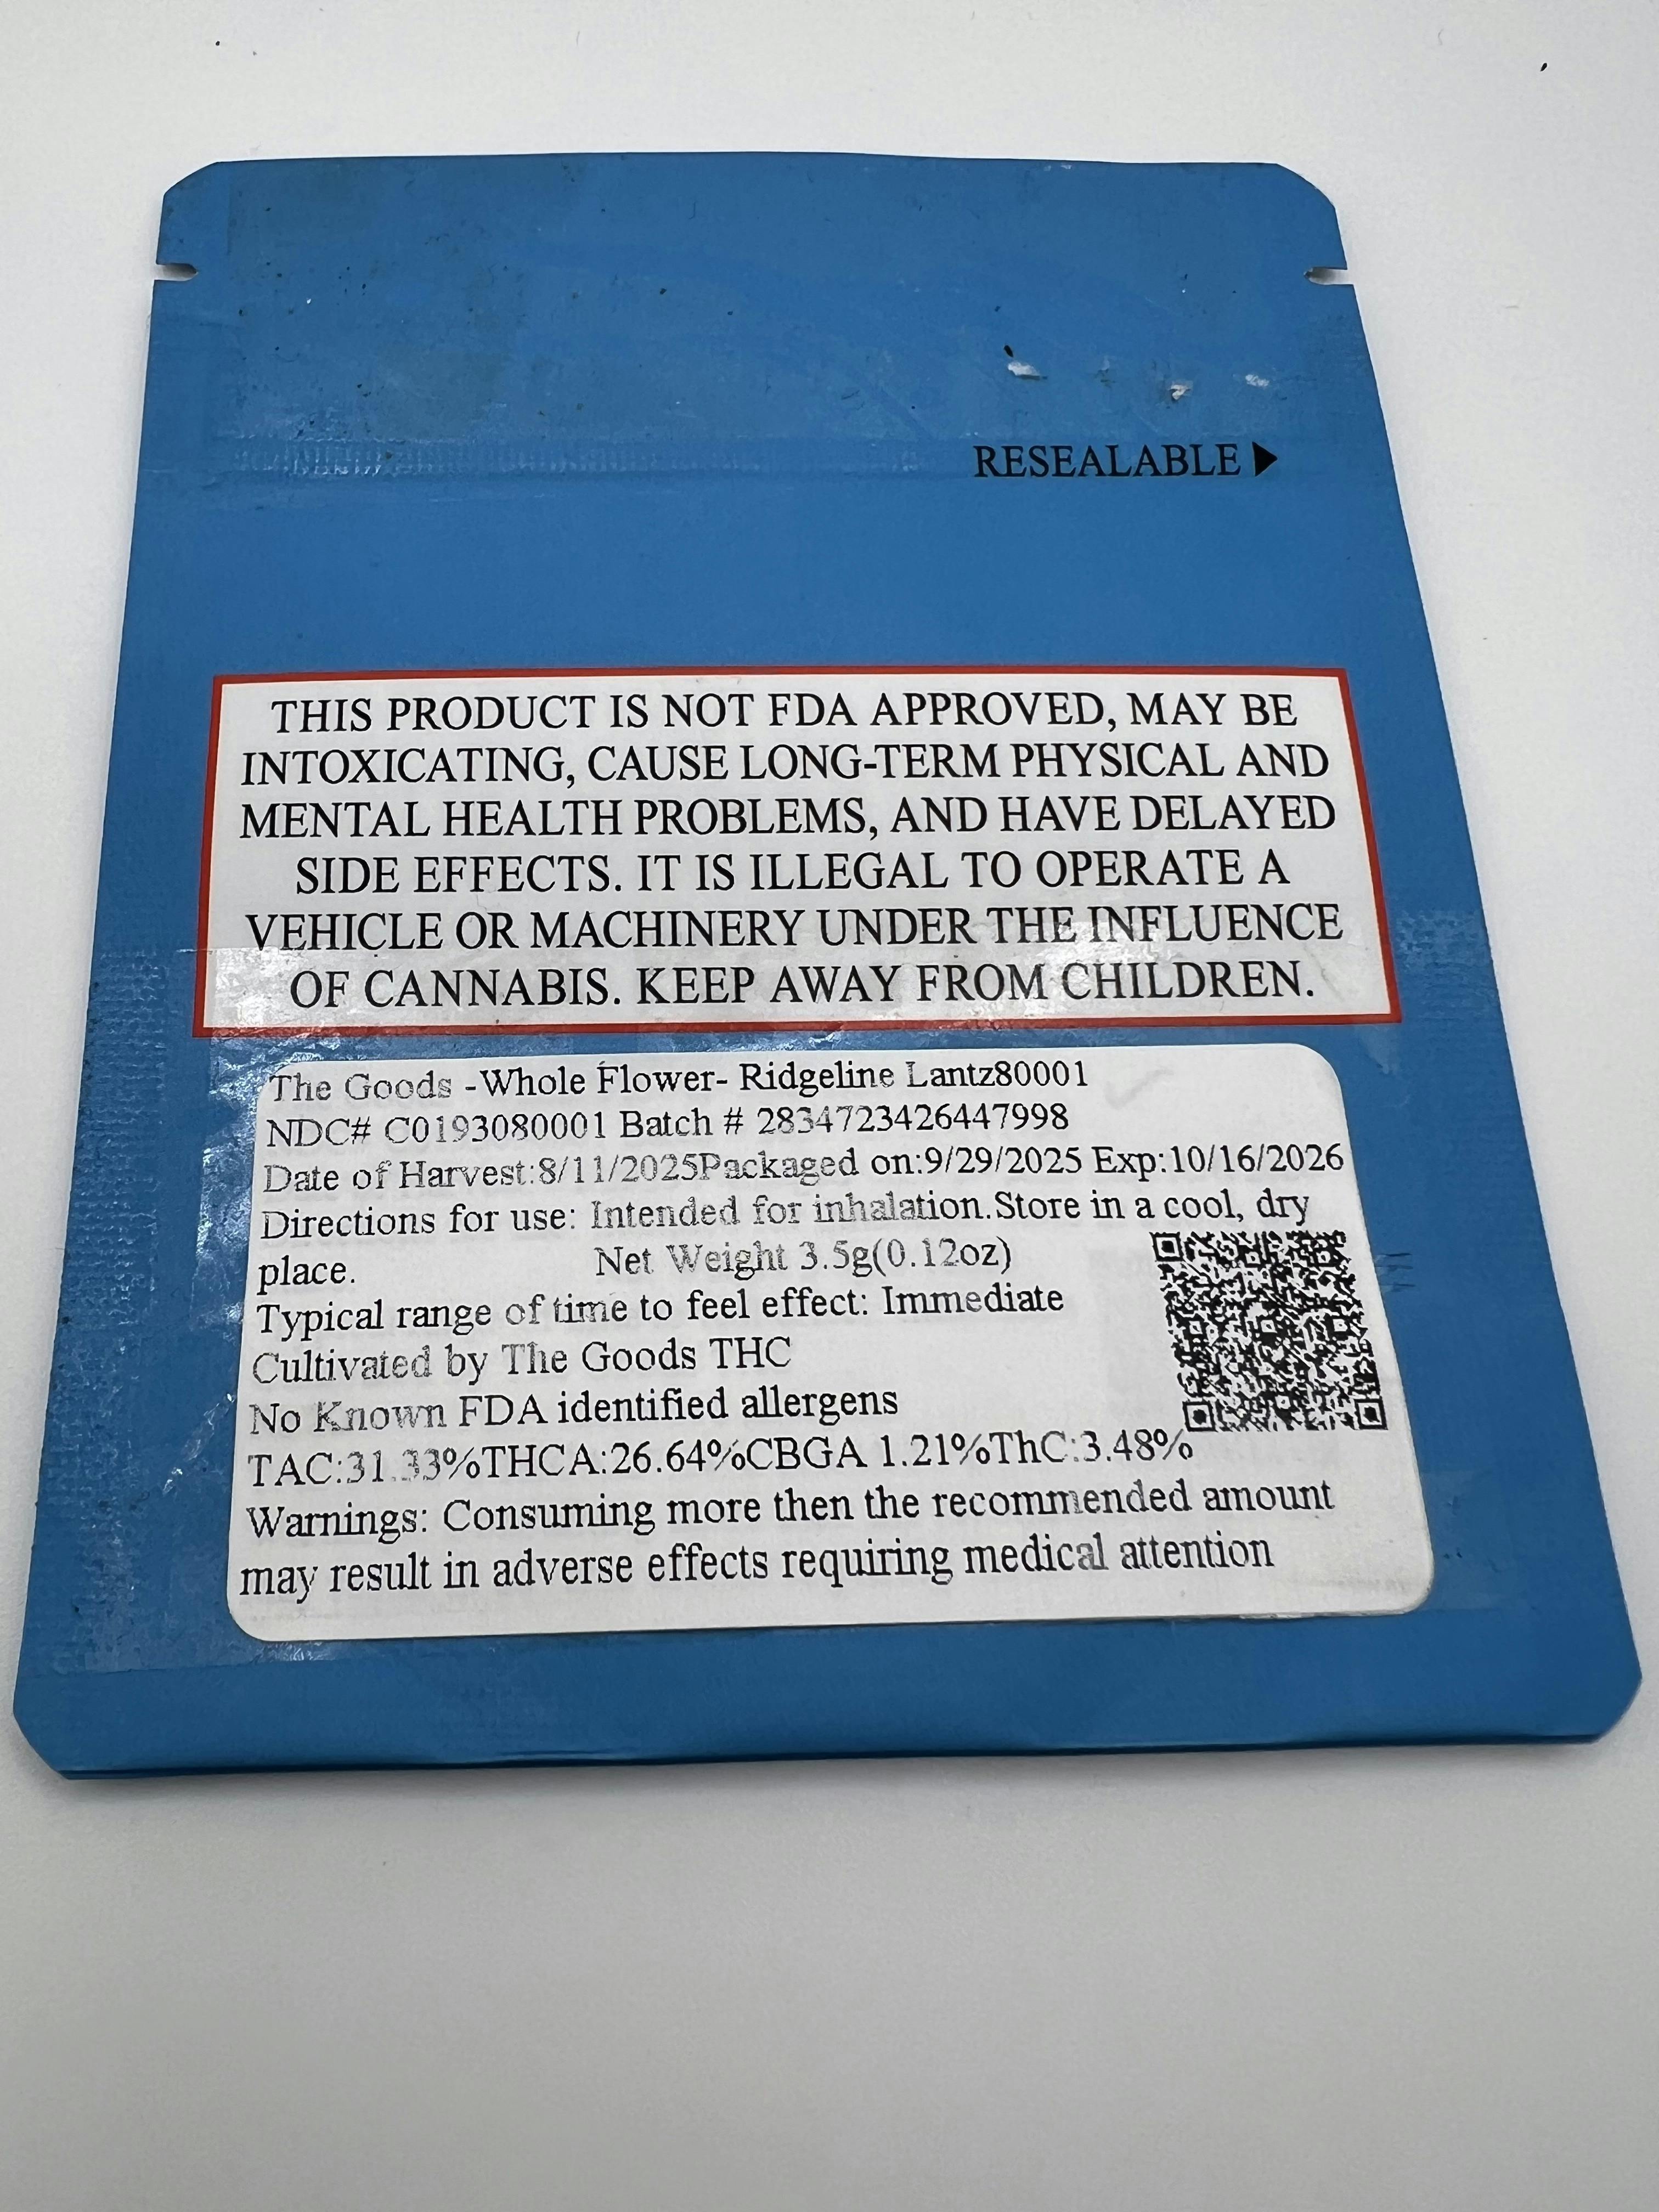 RESEALABLE
THIS PRODUCT IS NOT FDA APPROVED, MAY BE
INTOXICATING, CAUSE LONG-TERM PHYSICAL AND
MENTAL HEALTH PROBLEMS, AND HAVE DELAYED
SIDE EFFECTS. IT IS ILLEGAL TO OPERATE A
VEHICLE OR MACHINERY UNDER THE INFLUENCE
OF CANNABIS. KEEP AWAY FROM CHILDREN.
The Goods -Whole Flower- Ridgeline Lantz80001
NDC# C0193080001 Batch # 2834723426447998
Date of Harvest:8/11/2025Packaged on:9/29/2025 Exp:10/16/2026
Directions for use: Intended for inhalation.Store in a cool, dry
place. Net Weight 3.5g(0.12oz)
Typical range of time to feel effect: Immediate
Cultivated by The Goods THC
No Known FDA identified allergens
TAC:31.33%THCA:26.64%CBGA 1.21%ThC:3.48%
Warnings: Consuming more then the recommended amount
may result in adverse effects requiring medical attention